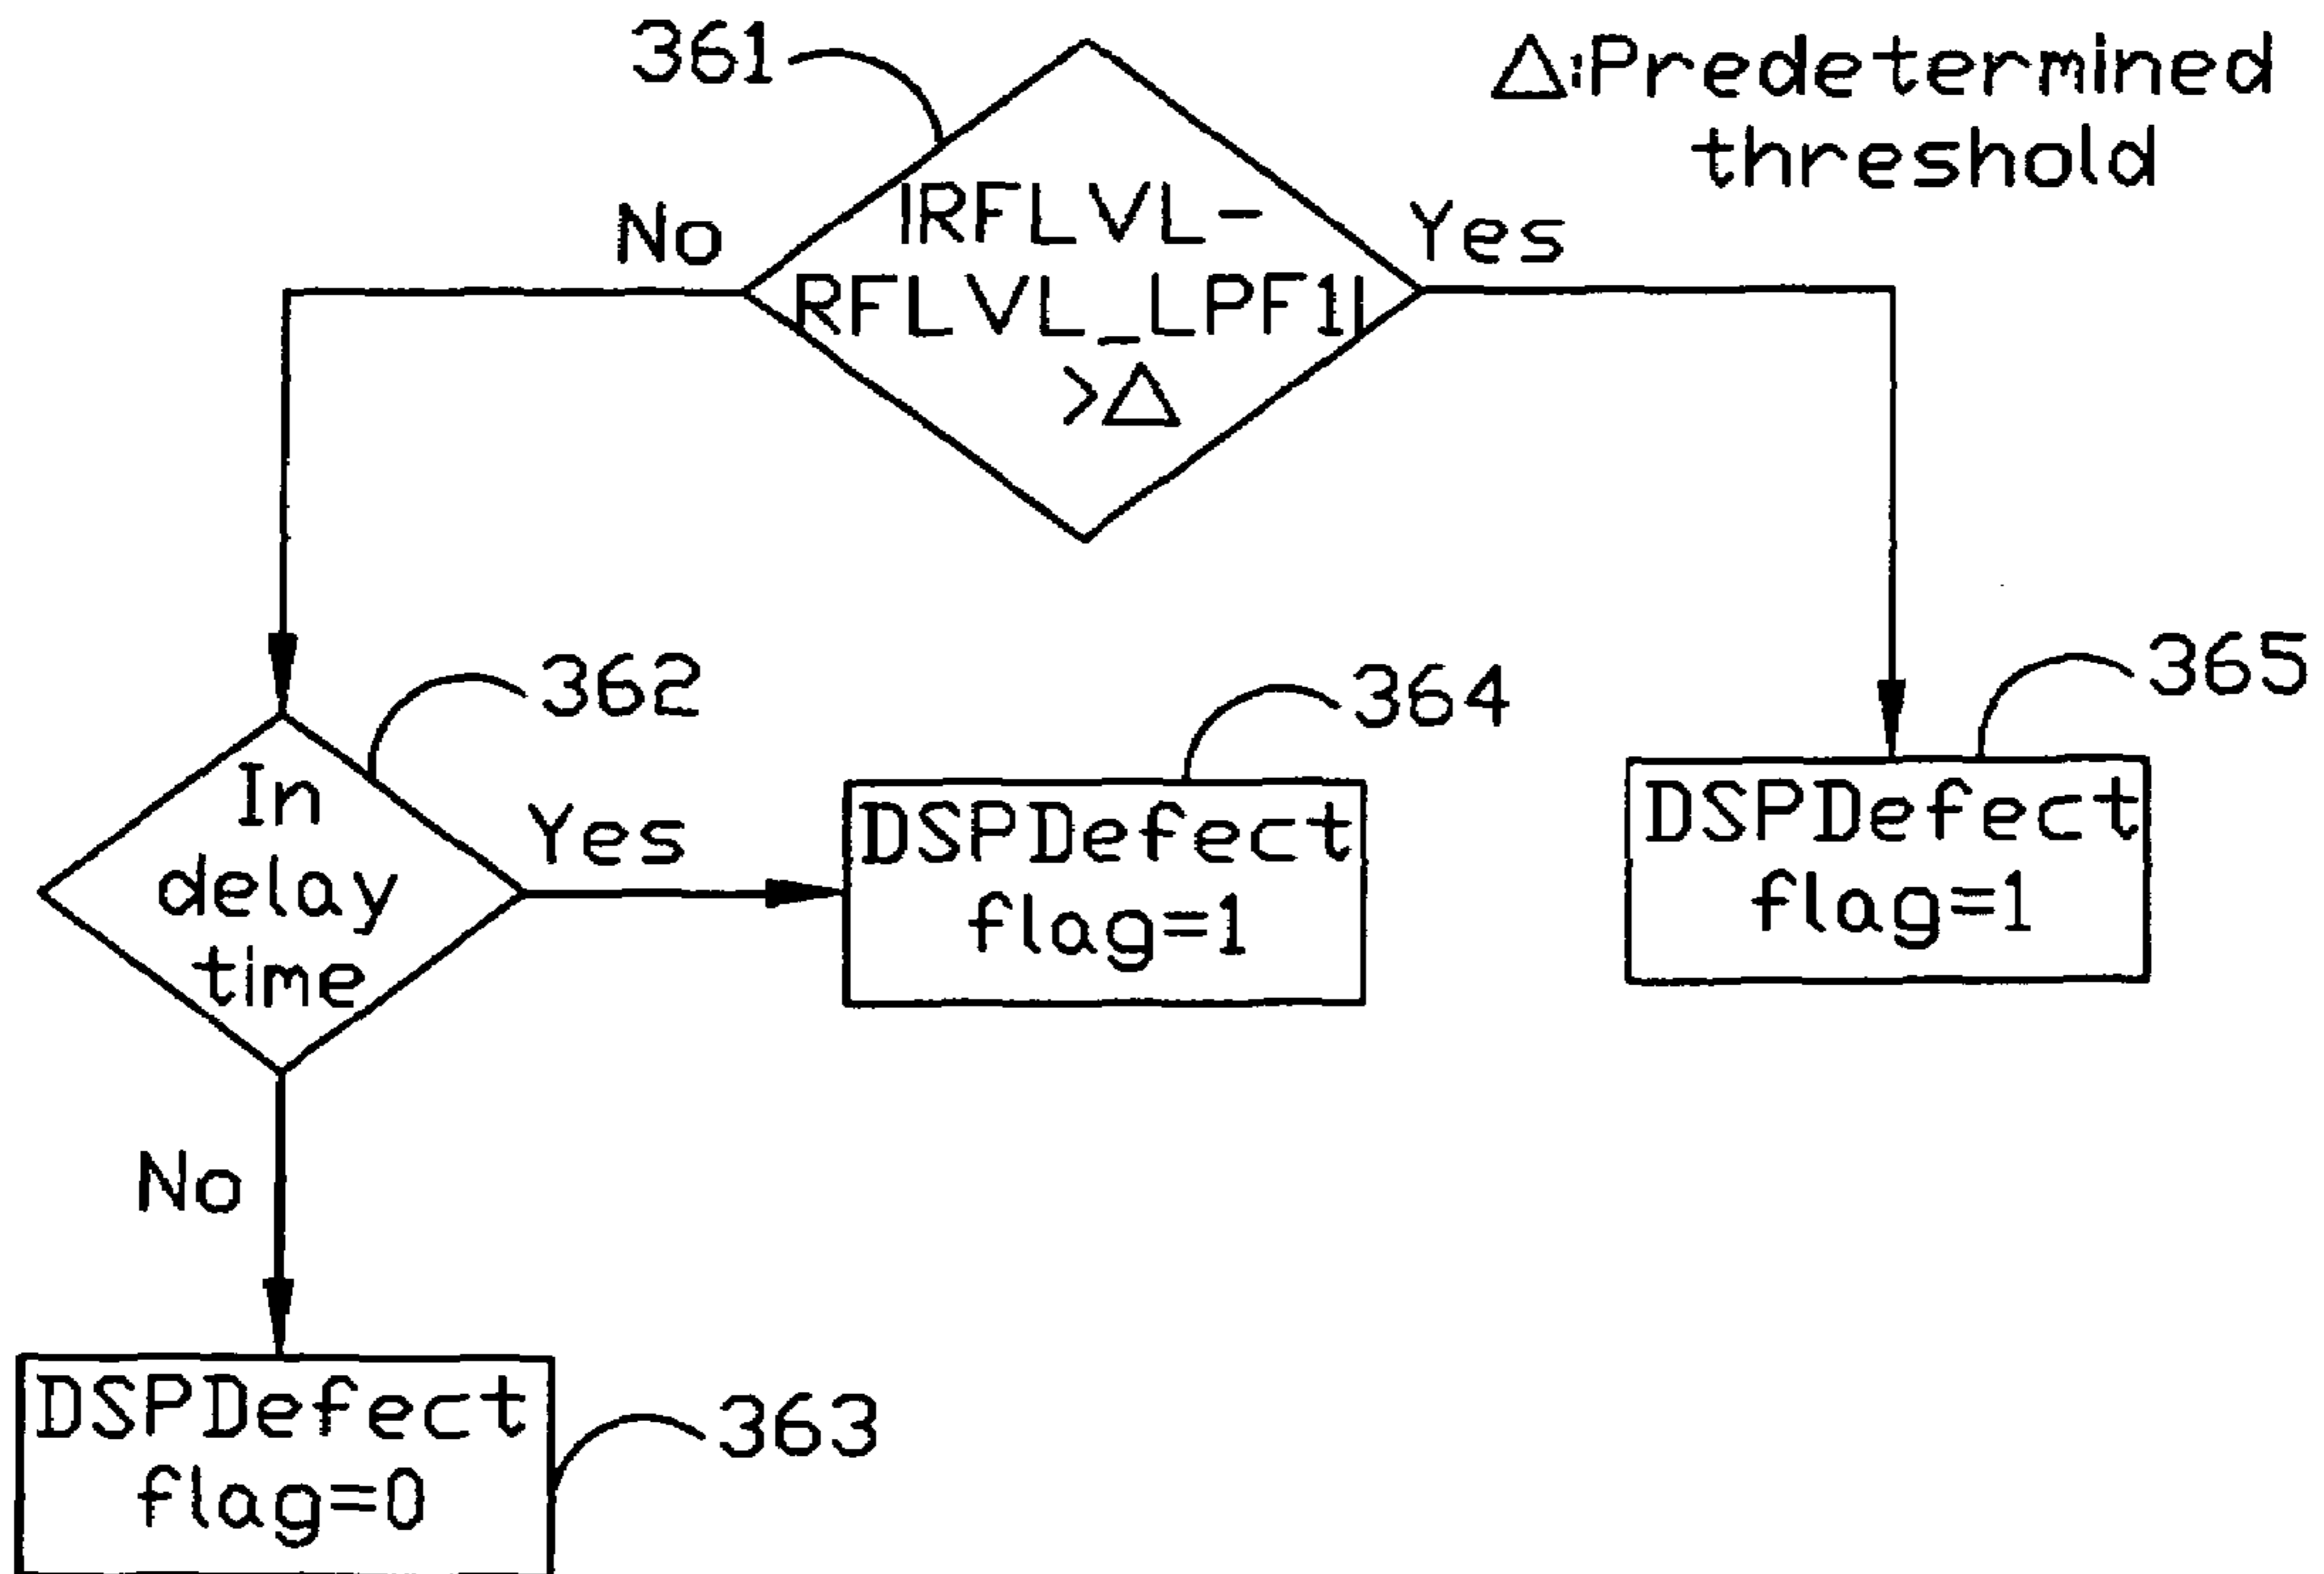 361
△:Predetermined
threshold
No
|RFLVL-
RFLVL_LPF1|
>△
Yes
362
364
365
In
delay
time
Yes
DSPDefect
flag=1
DSPDefect
flag=1
No
DSPDefect
flag=0
363